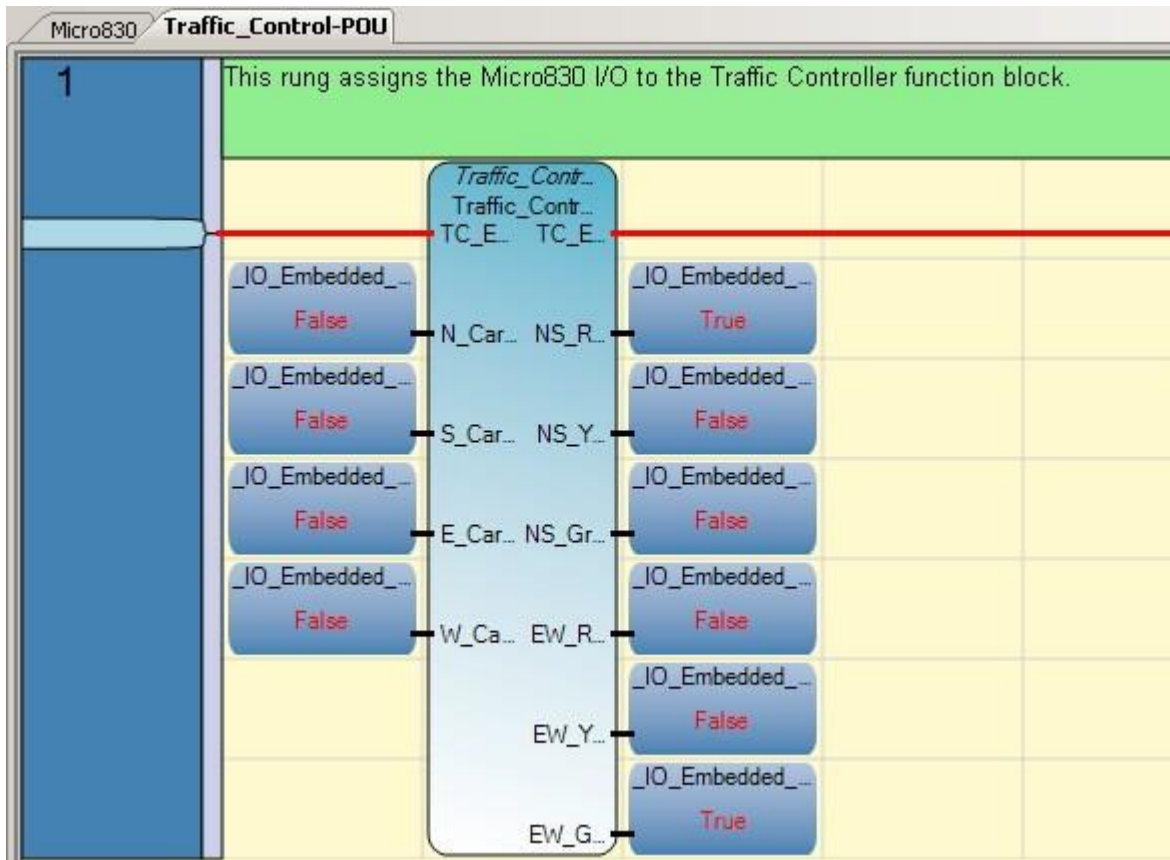 Micro830 Traffic_Control-POU
1 This rung assigns the Micro830 I/O to the Traffic Controller function block.
Traffic_Contr...
Traffic_Contr...
TC_E... TC_E...
_IO_Embedded_... _IO_Embedded_...
False N_Car... NS_R... True
_IO_Embedded_... _IO_Embedded_...
False S_Car... NS_Y... False
_IO_Embedded_... _IO_Embedded_...
False E_Car... NS_Gr... False
_IO_Embedded_... _IO_Embedded_...
False W_Ca... EW_R... False
_IO_Embedded_...
EW_Y... False
_IO_Embedded_...
EW_G... True